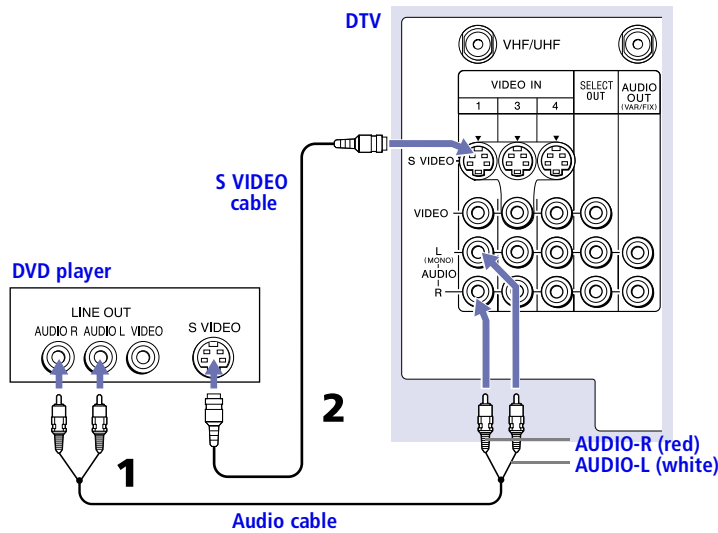 DTV
VHF/UHF
VIDEO IN
SELECT OUT
AUDIO OUT
(VAR/FIX)
1 3 4
S VIDEO
VIDEO
L
(MONO)
AUDIO
R
S VIDEO
cable
DVD player
LINE OUT
AUDIO R AUDIO L VIDEO
S VIDEO
1
2
AUDIO-R (red)
AUDIO-L (white)
Audio cable